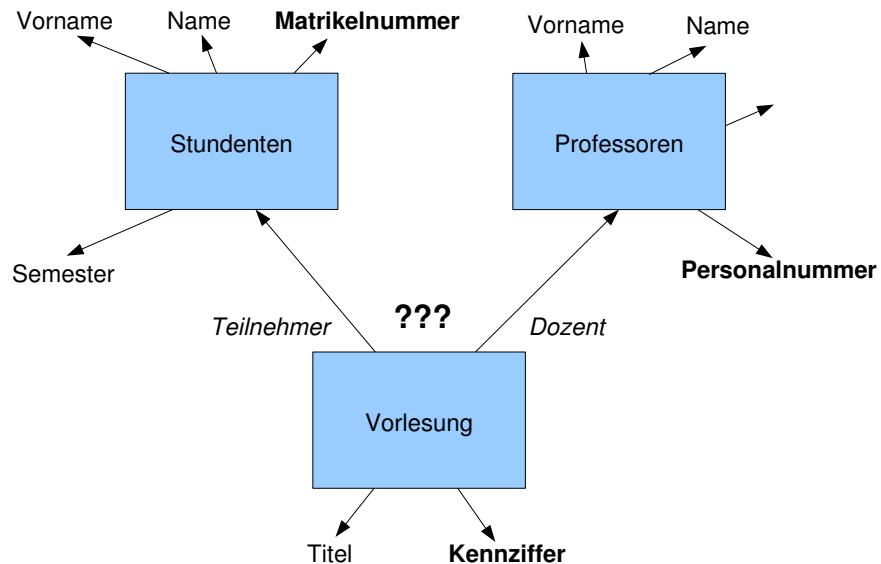 Vorname
Name
Matrikelnummer
Vorname
Name
Stundenten
Professoren
Semester
Personalnummer
Teilnehmer
???
Dozent
Vorlesung
Titel
Kennziffer